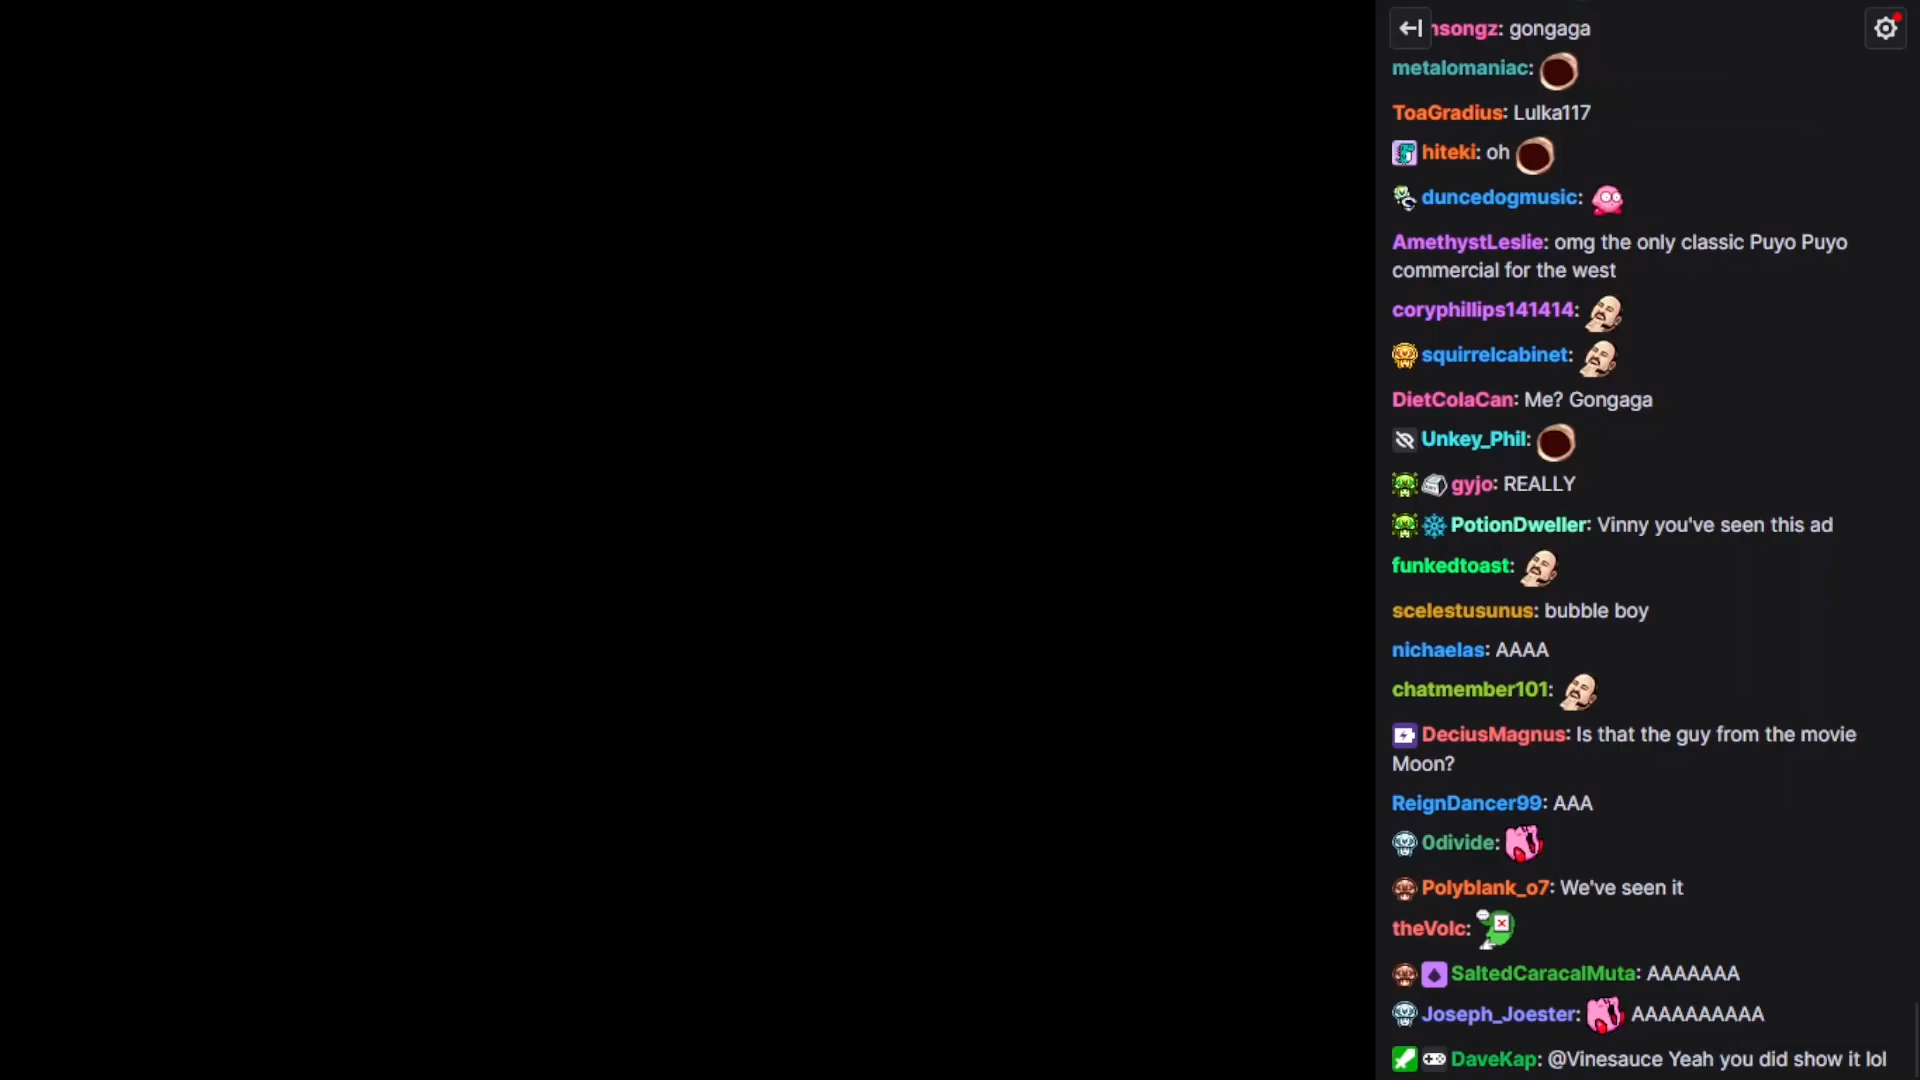 nsongz: gongaga
metalomaniac:
ToaGradius: Lulka117
hiteki: oh
duncedogmusic:
AmethystLeslie: omg the only classic Puyo Puyo
commercial for the west
coryphillips141414:
squirrelcabinet:
DietColaCan: Me? Gongaga
Unkey_Phil:
gyjo: REALLY
PotionDweller: Vinny you've seen this ad
funkedtoast:
scelestusunus: bubble boy
nichaelas: AAAA
chatmember101:
DeciusMagnus: Is that the guy from the movie
Moon?
ReignDancer99: AAA
0divide:
Polyblank_o7: We've seen it
theVolc:
SaltedCaracalMuta: AAAAAAA
Joseph_Joester: AAAAAAAAAA
DaveKap: @Vinesauce Yeah you did show it lol